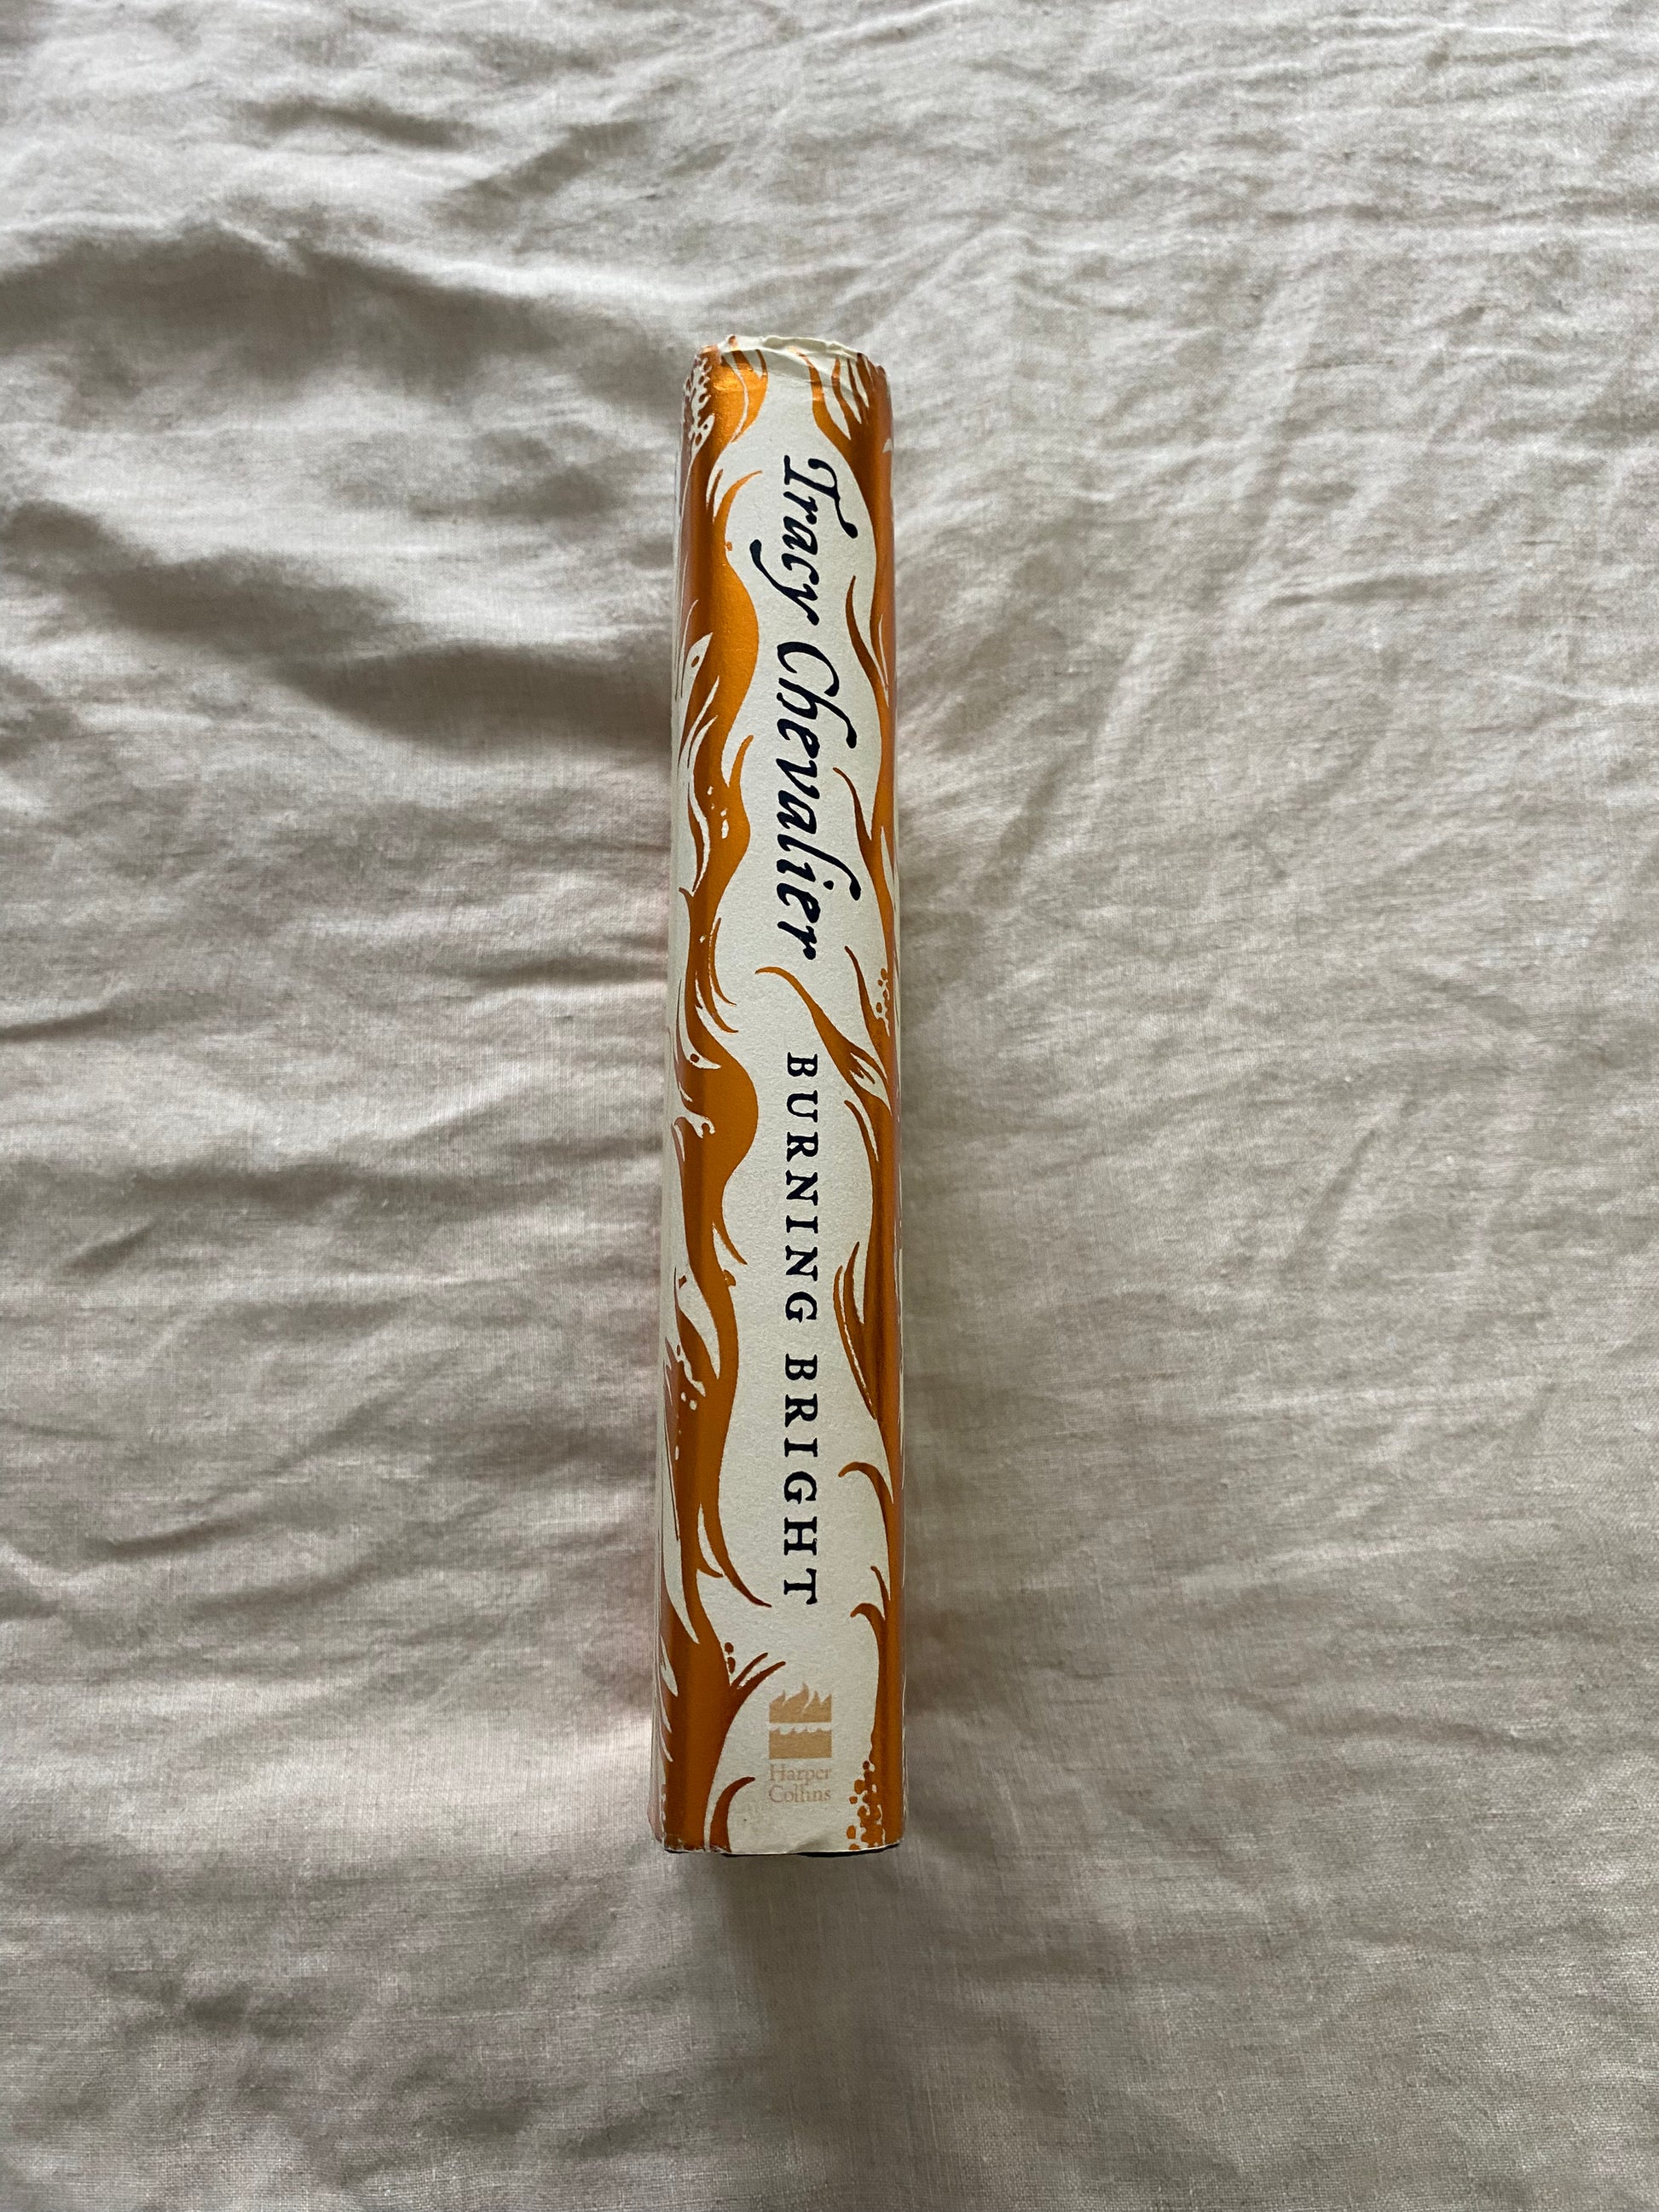 Tracy Chevalier
BURNING BRIGHT
Harper
Collins